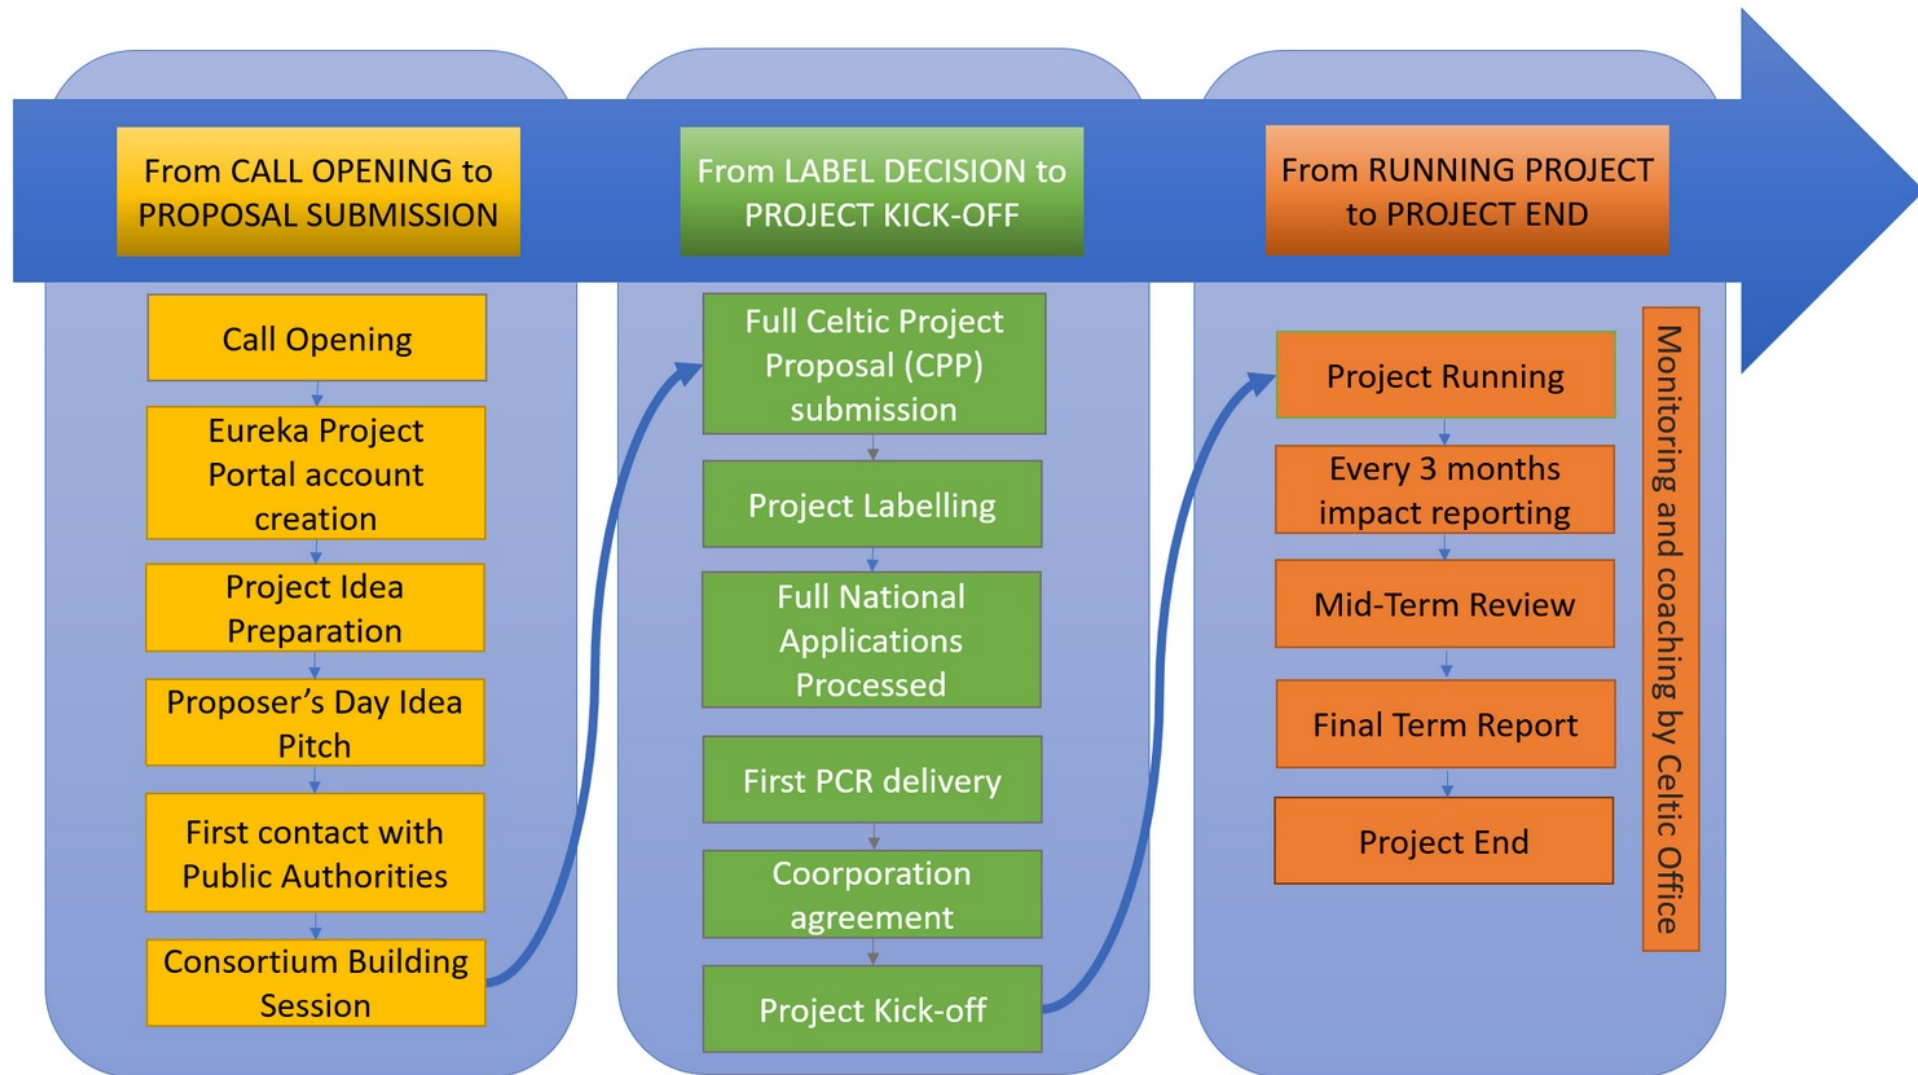 From CALL OPENING to
PROPOSAL SUBMISSION
Call Opening
Eureka Project
Portal account
creation
Project Idea
Preparation
Proposer’s Day Idea
Pitch
First contact with
Public Authorities
Consortium Building
Session
From LABEL DECISION to
PROJECT KICK-OFF
Full Celtic Project
Proposal (CPP)
submission
Project Labelling
Full National
Applications
Processed
First PCR delivery
Coorporation
agreement
Project Kick-off
From RUNNING PROJECT
to PROJECT END
Project Running
Every 3 months
impact reporting
Mid-Term Review
Final Term Report
Project End
Monitoring and coaching by Celtic Office